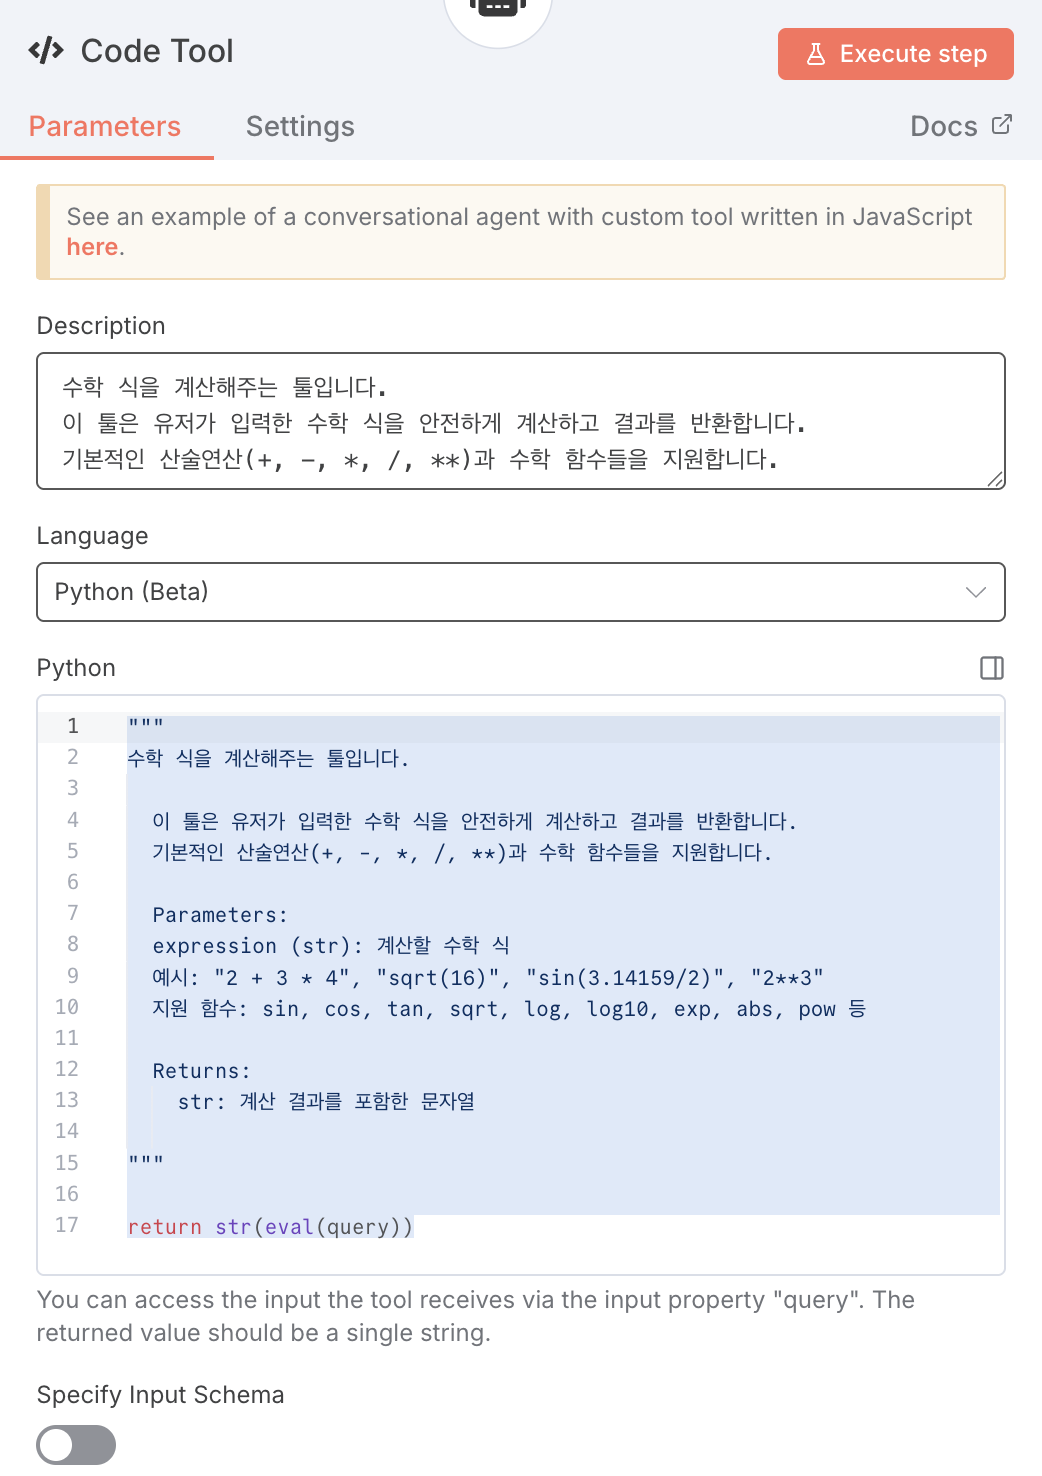 Code Tool
Execute step
Parameters
Settings
Docs
See an example of a conversational agent with custom tool written in JavaScript
here.
Description
수학 식을 계산해주는 툴입니다.
이 툴은 유저가 입력한 수학 식을 안전하게 계산하고 결과를 반환합니다.
기본적인 산술연산(+, -, *, /, **)과 수학 함수들을 지원합니다.
Language
Python (Beta)
Python
1 """
2 수학 식을 계산해주는 툴입니다.
3
4 이 툴은 유저가 입력한 수학 식을 안전하게 계산하고 결과를 반환합니다.
5 기본적인 산술연산(+, -, *, /, **)과 수학 함수들을 지원합니다.
6
7 Parameters:
8 expression (str): 계산할 수학 식
9 예시: "2 + 3 * 4", "sqrt(16)", "sin(3.14159/2)", "2**3"
10 지원 함수: sin, cos, tan, sqrt, log, log10, exp, abs, pow 등
11
12 Returns:
13 str: 계산 결과를 포함한 문자열
14
15 """
16
17 return str(eval(query))
You can access the input the tool receives via the input property "query". The
returned value should be a single string.
Specify Input Schema